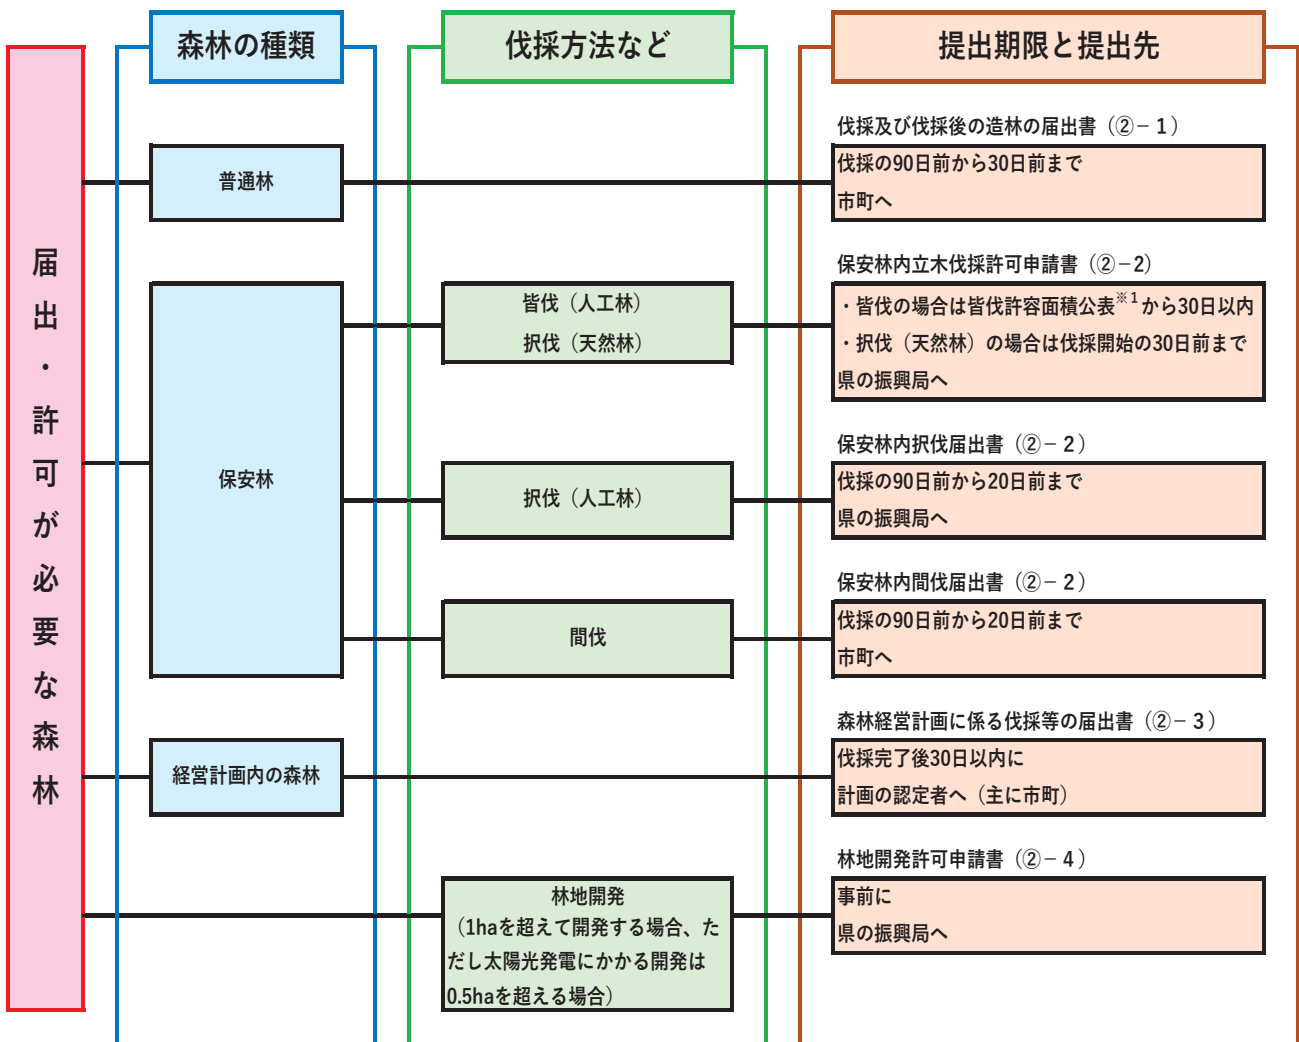 森林の種類
伐採方法など
提出期限と提出先
届出・許可が必要な森林
伐採及び伐採後の造林の届出書（②－１）
普通林
伐採の90日前から30日前まで
市町へ
保安林内立木伐採許可申請書（②－2）
保安林
皆伐（人工林）
択伐（天然林）
・皆伐の場合は皆伐許容面積公表※1から30日以内
・択伐（天然林）の場合は伐採開始の30日前まで
県の振興局へ
保安林内択伐届出書（②－２）
択伐（人工林）
伐採の90日前から20日前まで
県の振興局へ
保安林内間伐届出書（②－２）
間伐
伐採の90日前から20日前まで
市町へ
森林経営計画に係る伐採等の届出書（②－３）
経営計画内の森林
伐採完了後30日以内に
計画の認定者へ（主に市町）
林地開発許可申請書（②－４）
林地開発
（1haを超えて開発する場合、た
だし太陽光発電にかかる開発は
0.5haを超える場合）
事前に
県の振興局へ